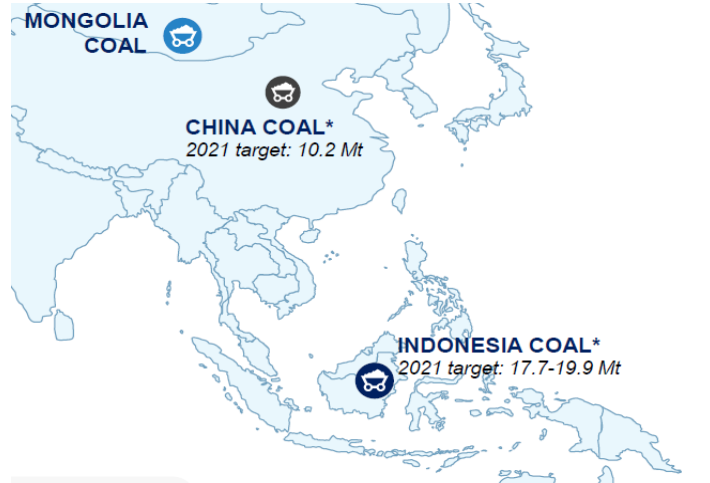 MONGOLIA
COAL
CHINA COAL*
2021 target: 10.2 Mt
INDONESIA COAL*
2021 target: 17.7-19.9 Mt